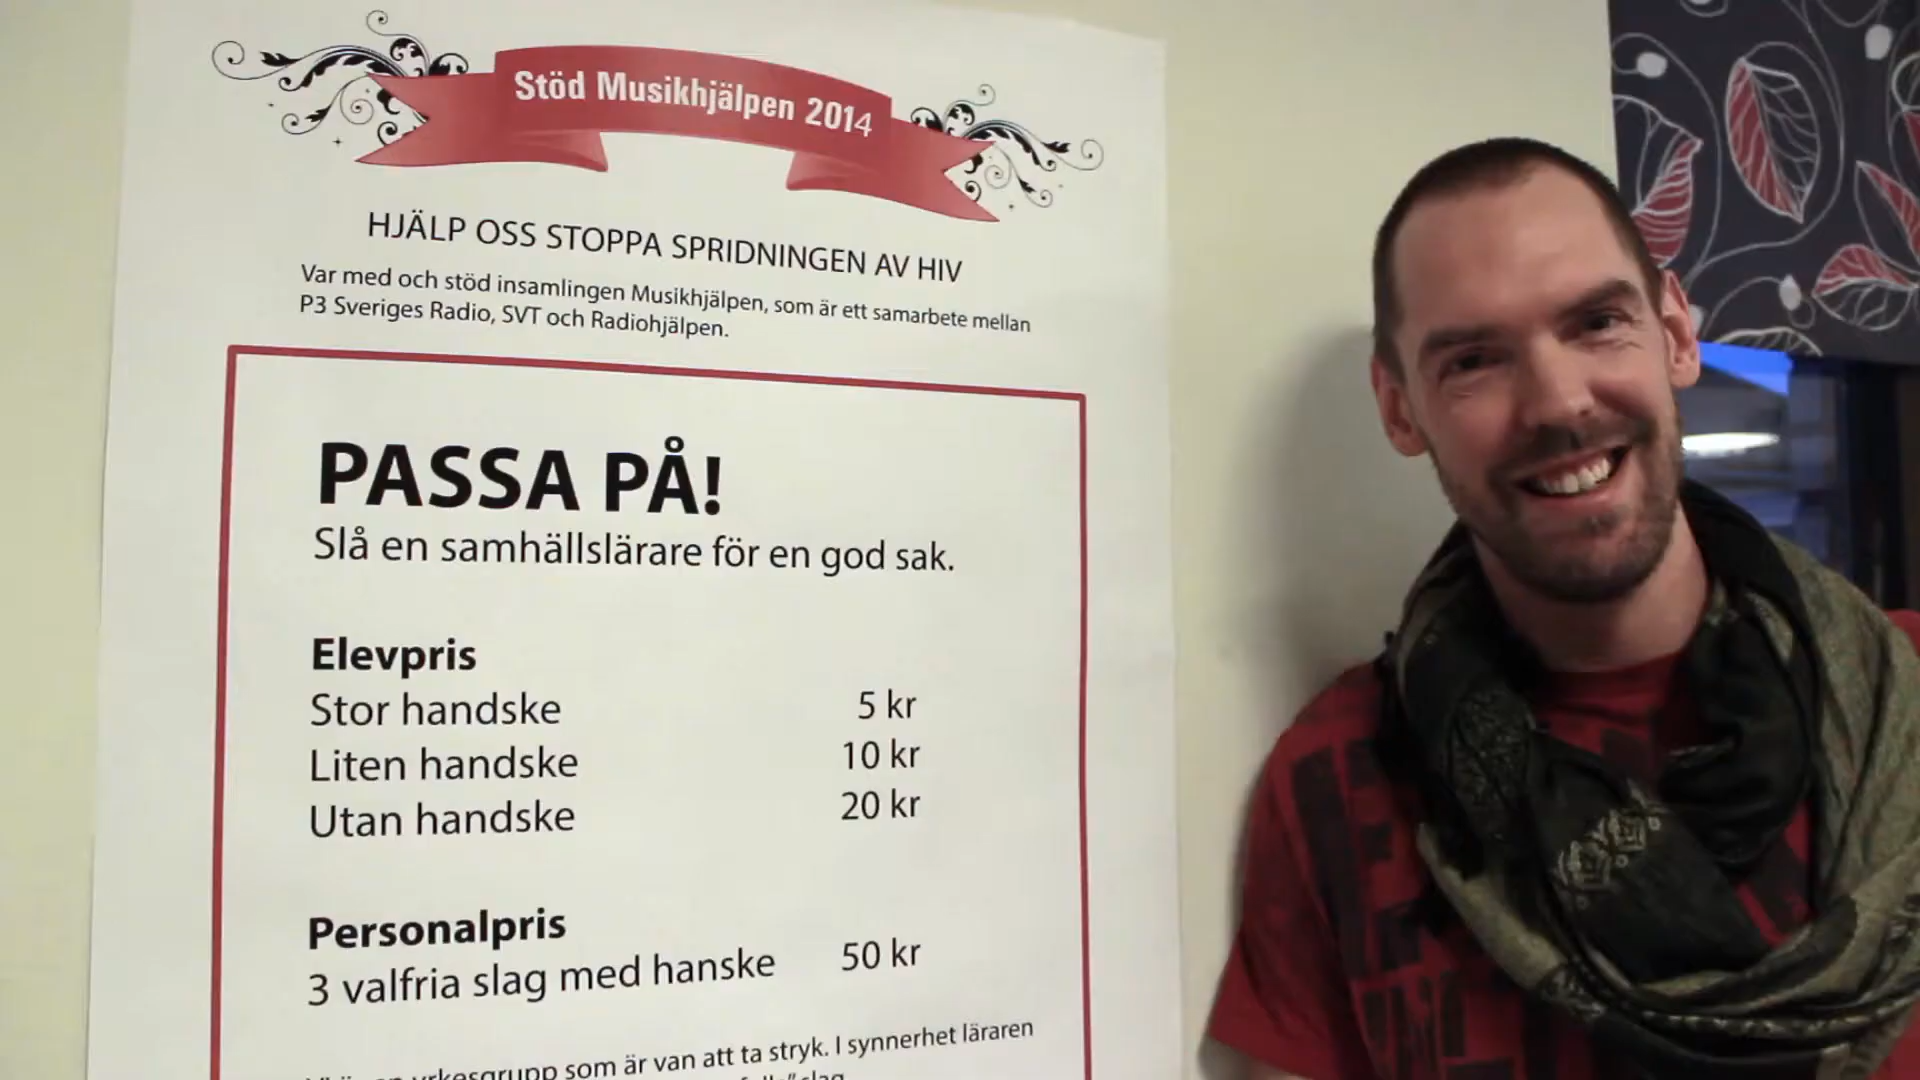 Stöd Musikhjälpen 2014
HJÄLP OSS STOPPA SPRIDNINGEN AV HIV
Var med och stöd insamlingen Musikhjälpen, som är ett samarbete mellan
P3 Sveriges Radio, SVT och Radiohjälpen.
PASSA PÅ!
Slå en samhällslärare för en god sak.
Elevpris
Stor handske 5 kr
Liten handske 10 kr
Utan handske 20 kr
Personalpris
3 valfria slag med hanske 50 kr
yrkesgrupp som är van att ta stryk. I synnerhet läraren
slag